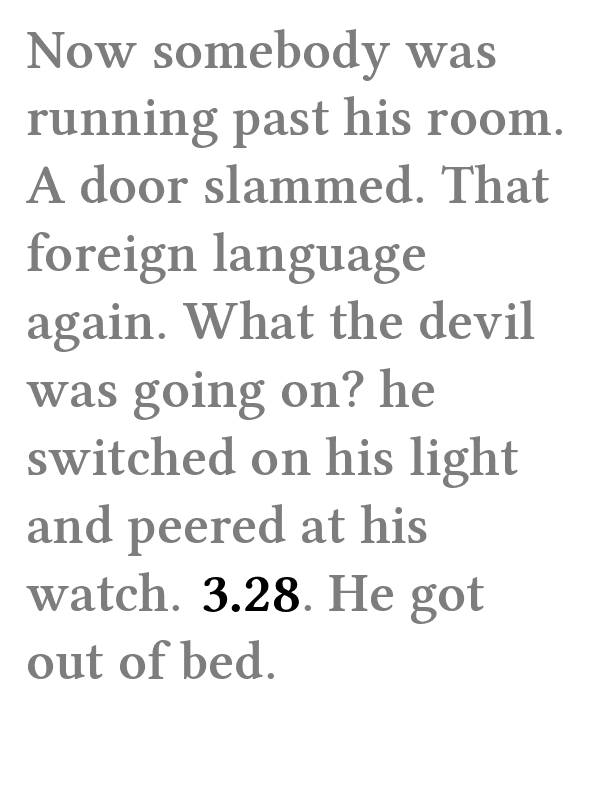 Now somebody was
running past his room.
A door slammed. That
foreign language
again. What the devil
was going on? he
switched on his light
and peered at his
watch. 3.28. He got
out of bed.